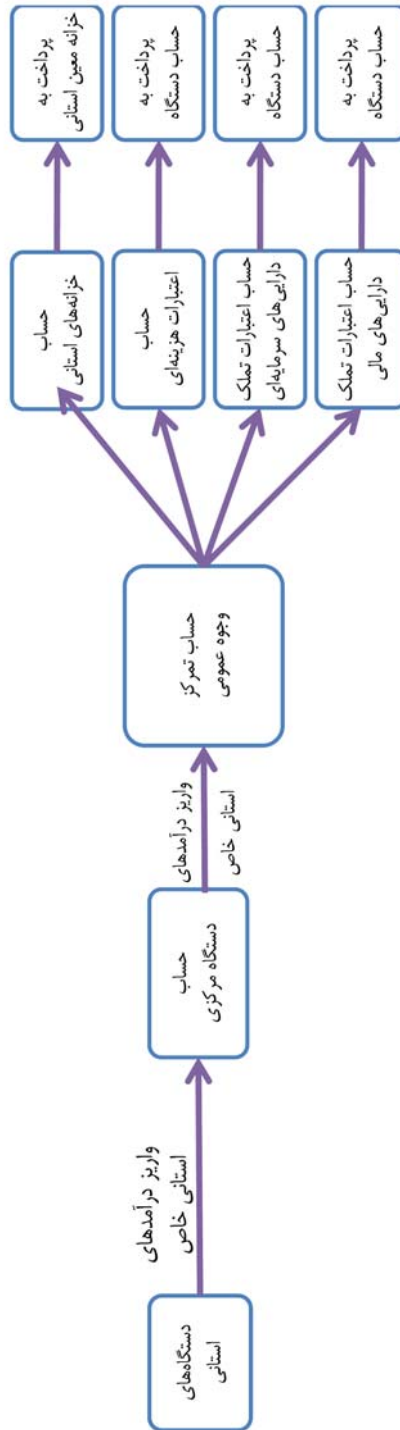 دستگاه‌های
استانی
واریز درآمدهای
استانی خاص
حساب
دستگاه مرکزی
واریز درآمدهای
استانی خاص
حساب تمرکز
وجوه عمومی
حساب
خزانه‌های استانی
پرداخت به
خزانه معین استانی
حساب
اعتبارات هزینه‌ای
پرداخت به
حساب دستگاه
حساب اعتبارات تملک
دارایی‌های سرمایه‌ای
پرداخت به
حساب دستگاه
حساب اعتبارات تملک
دارایی‌های مالی
پرداخت به
حساب دستگاه